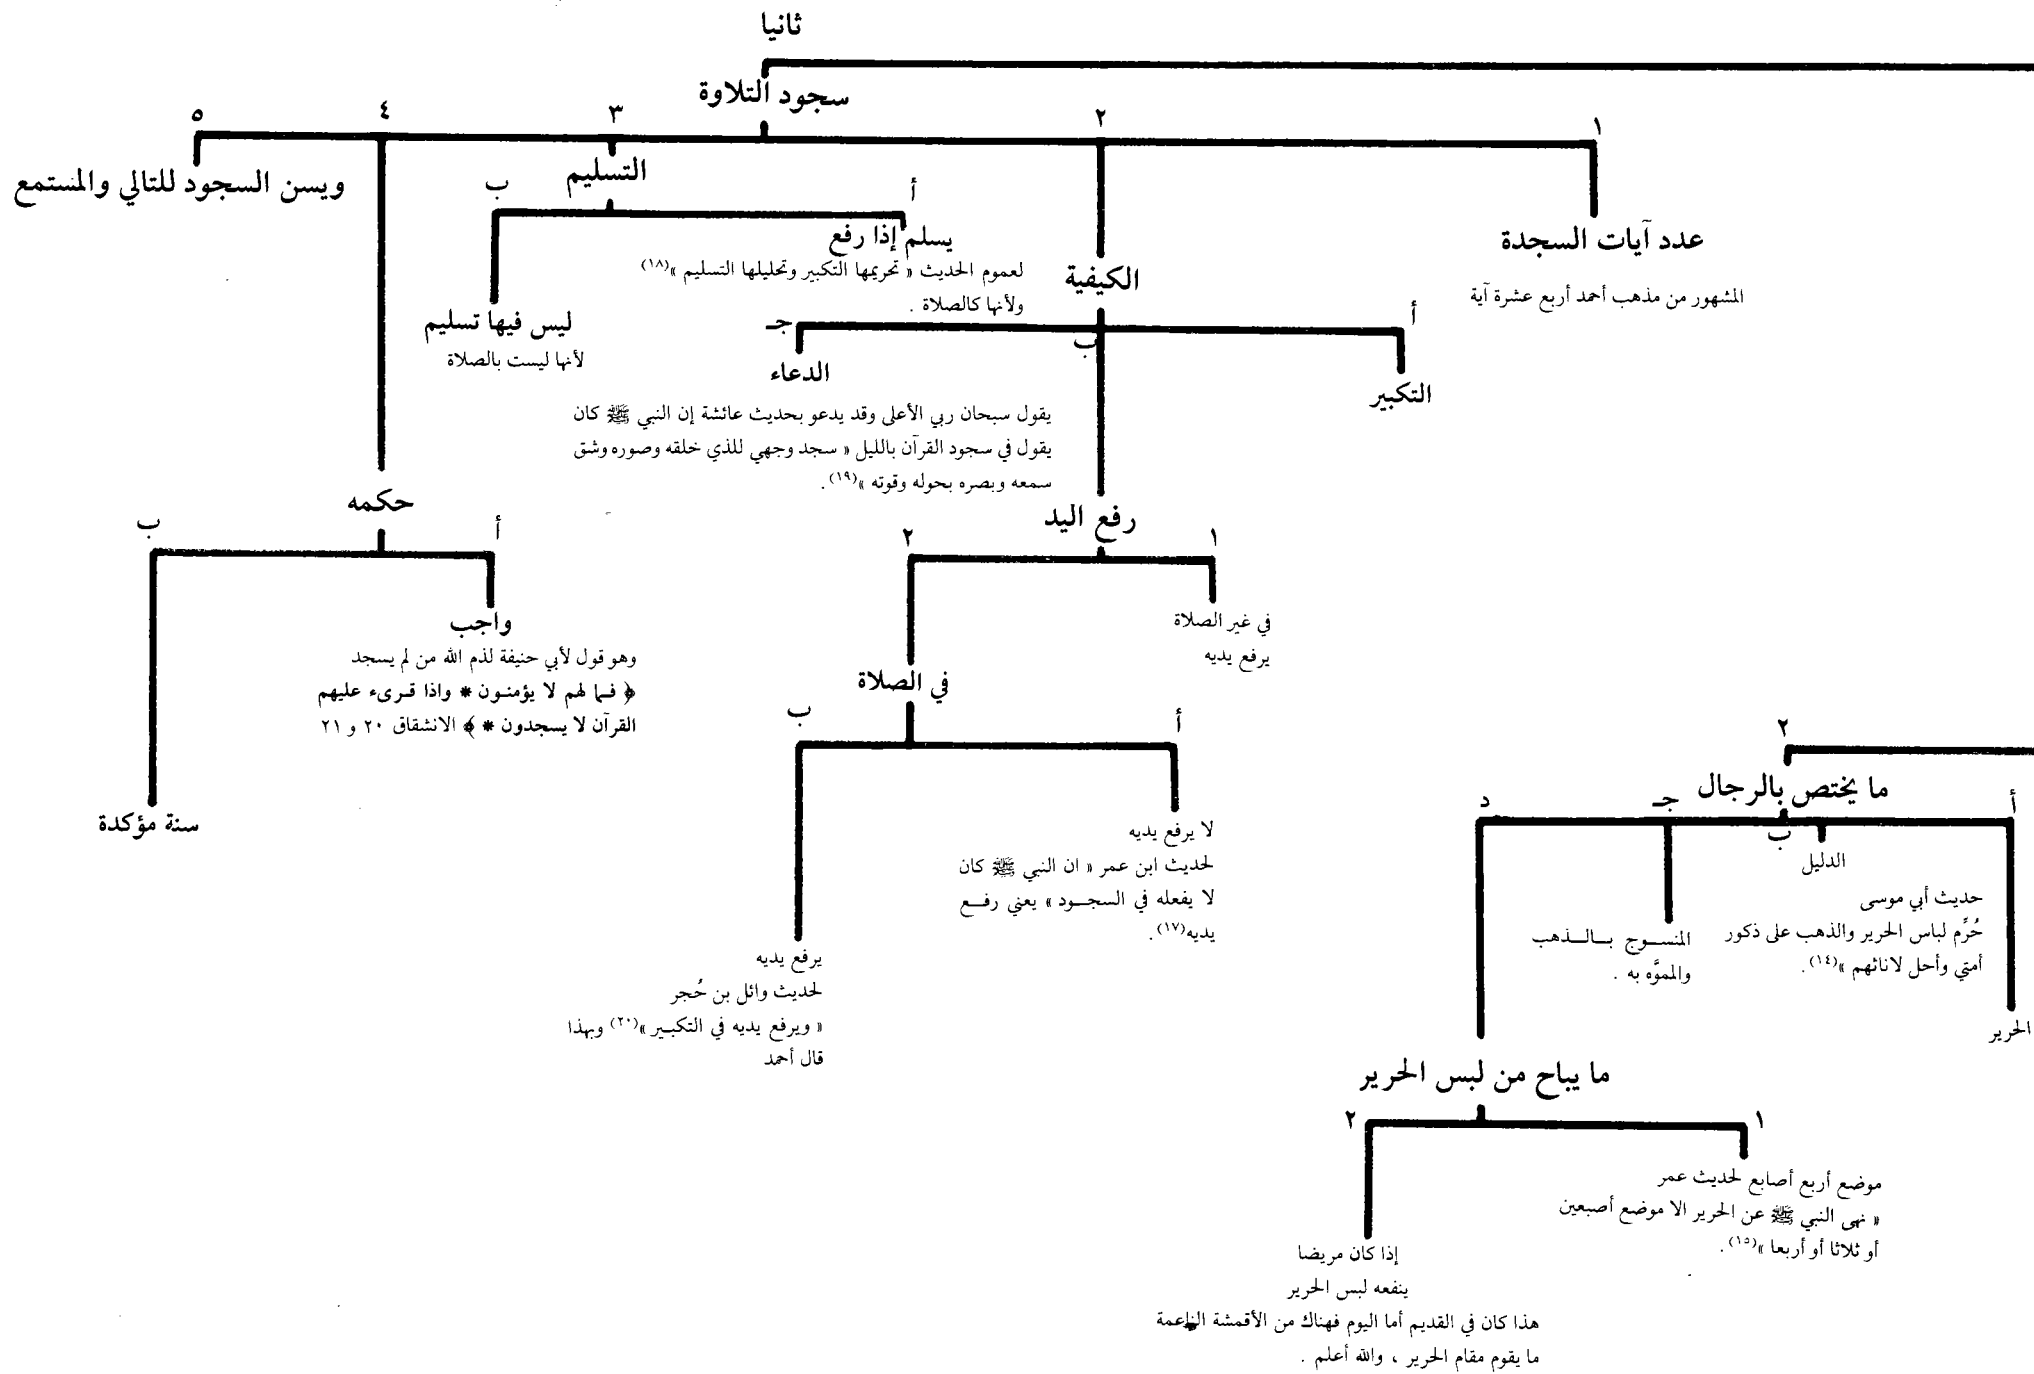 ثانيا
سجود التلاوة
١
عدد آيات السجدة
المشهور من مذهب أحمد أربع عشرة آية
٢
الكيفية
أ
التكبير
ب
رفع اليد
١
في غير الصلاة
يرفع يديه
٢
في الصلاة
أ
لا يرفع يديه
لحديث ابن عمر « ان النبي ﷺ كان
لا يفعله في السجود » يعني رفع
يديه(١٧) .
ب
يرفع يديه
لحديث وائل بن حُجر
« ويرفع يديه في التكبير »(٢٠) وبهذا
قال أحمد
جـ
الدعاء
يقول سبحان ربي الأعلى وقد يدعو بحديث عائشة إن النبي ﷺ كان
يقول في سجود القرآن بالليل « سجد وجهي للذي خلقه وصوره وشق
سمعه وبصره بحوله وقوته »(١٩) .
٣
التسليم
أ
يسلم إذا رفع
لعموم الحديث « تحريمها التكبير وتحليلها التسليم »(١٨)
ولأنها كالصلاة .
ب
ليس فيها تسليم
لأنها ليست بالصلاة
٤
حكمه
أ
واجب
وهو قول لأبي حنيفة لذم الله من لم يسجد
﴿ فما لهم لا يؤمنون * واذا قرىء عليهم
القرآن لا يسجدون * ﴾ الانشقاق ٢٠ و ٢١
ب
سنة مؤكدة
٥
ويسن السجود للتالي والمستمع
٢
ما يختص بالرجال
أ
الحرير
ب
الدليل
حديث أبي موسى
حُرِّم لباس الحرير والذهب على ذكور
أمتي وأحل لاناثهم »(١٤) .
جـ
المنسوج بالذهب
والمموَّه به .
د
ما يباح من لبس الحرير
١
موضع أربع أصابع لحديث عمر
« نهى النبي ﷺ عن الحرير الا موضع أصبعين
أو ثلاثا أو أربعا »(١٥) .
٢
إذا كان مريضا
ينفعه لبس الحرير
هذا كان في القديم أما اليوم فهناك من الأقمشة الناعمة
ما يقوم مقام الحرير ، والله أعلم .